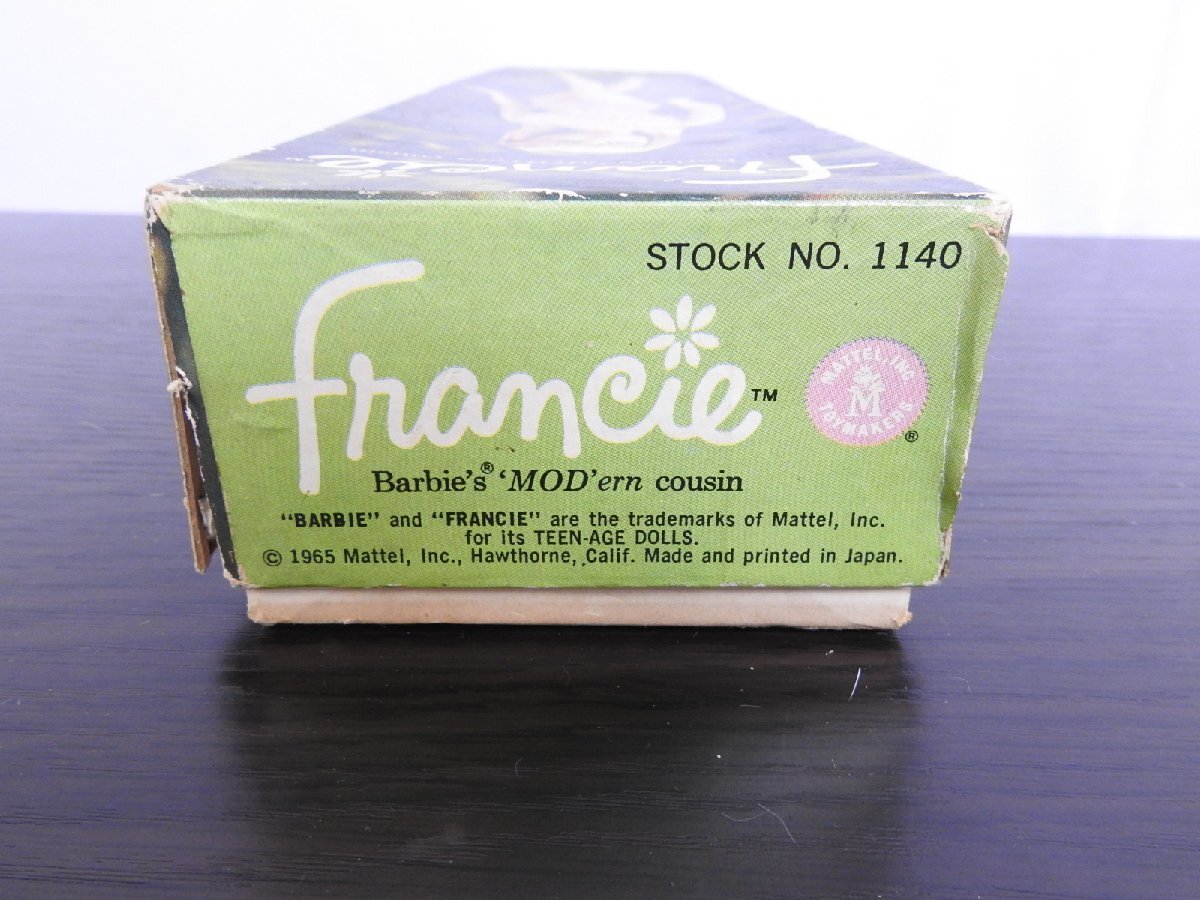 Francie
STOCK NO. 1140
Francie™
MATTEL, INC.
M
TOYMAKERS
®
Barbie's® 'MOD'ern cousin
"BARBIE" and "FRANCIE" are the trademarks of Mattel, Inc.
for its TEEN-AGE DOLLS.
© 1965 Mattel, Inc., Hawthorne, Calif. Made and printed in Japan.